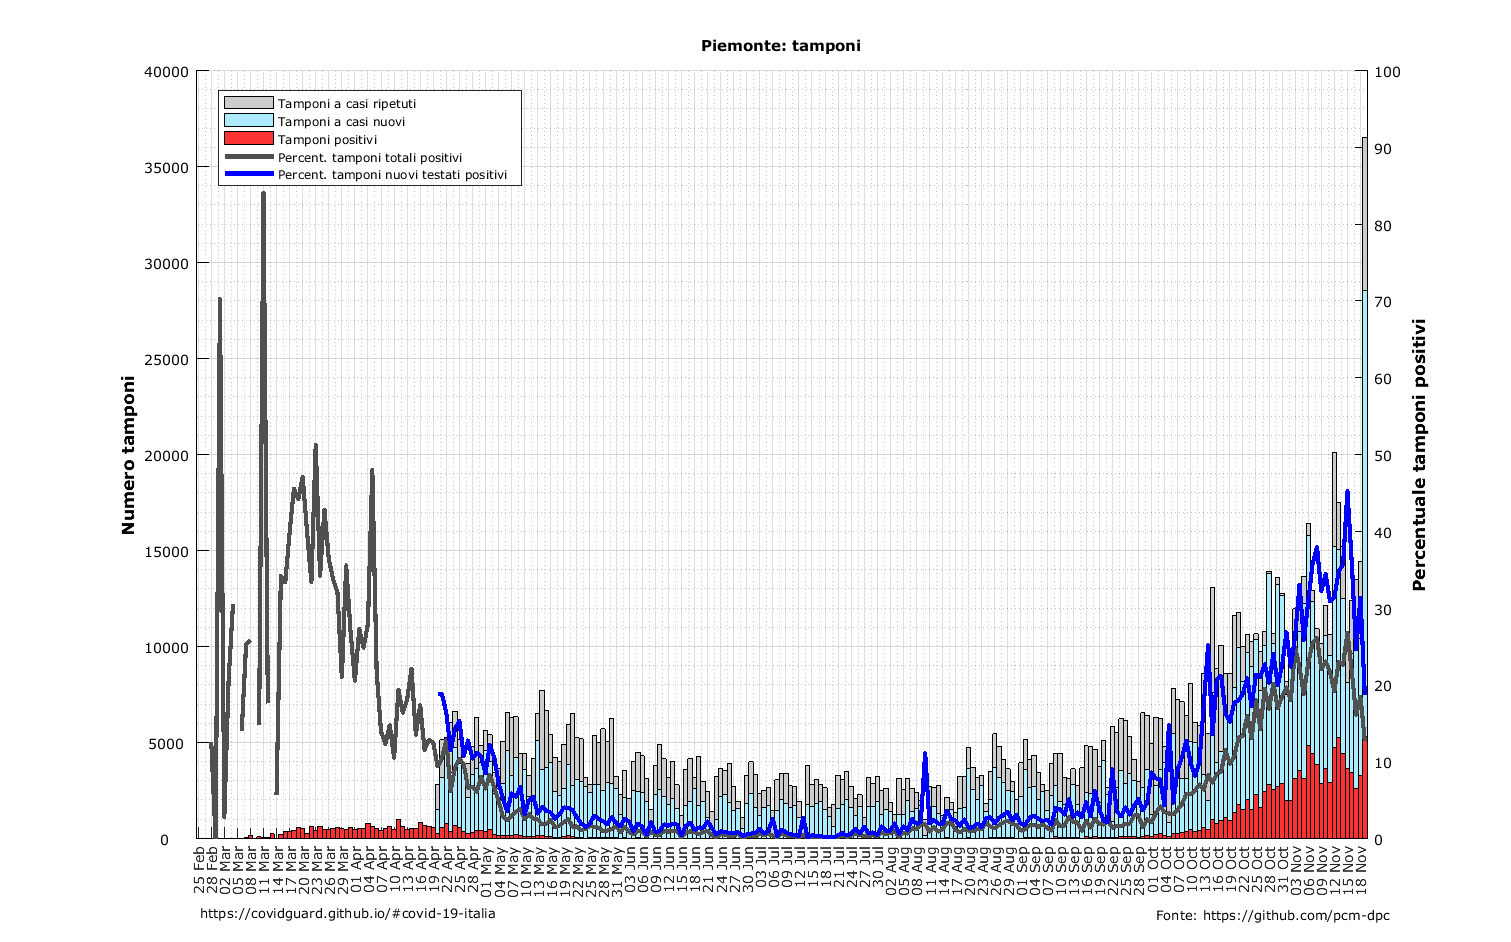 Piemonte: tamponi
40000
35000
30000
25000
20000
15000
10000
5000
0
Numero tamponi
Tamponi a casi ripetuti
Tamponi a casi nuovi
Tamponi positivi
Percent. tamponi totali positivi
Percent. tamponi nuovi testati positivi
100
90
80
70
60
50
40
30
20
10
0
Percentuale tamponi positivi
25 Feb
28 Feb
02 Mar
05 Mar
08 Mar
11 Mar
14 Mar
17 Mar
20 Mar
23 Mar
26 Mar
29 Mar
01 Apr
04 Apr
07 Apr
10 Apr
13 Apr
16 Apr
19 Apr
22 Apr
25 Apr
28 Apr
01 May
04 May
07 May
10 May
13 May
16 May
19 May
22 May
25 May
28 May
31 May
03 Jun
06 Jun
09 Jun
12 Jun
15 Jun
18 Jun
21 Jun
24 Jun
27 Jun
30 Jun
03 Jul
06 Jul
09 Jul
12 Jul
15 Jul
18 Jul
21 Jul
24 Jul
27 Jul
30 Jul
02 Aug
05 Aug
08 Aug
11 Aug
14 Aug
17 Aug
20 Aug
23 Aug
26 Aug
29 Aug
01 Sep
04 Sep
07 Sep
10 Sep
13 Sep
16 Sep
19 Sep
22 Sep
25 Sep
28 Sep
01 Oct
04 Oct
07 Oct
10 Oct
13 Oct
16 Oct
19 Oct
22 Oct
25 Oct
28 Oct
31 Oct
03 Nov
06 Nov
09 Nov
12 Nov
15 Nov
18 Nov
https://covidguard.github.io/#covid-19-italia
Fonte: https://github.com/pcm-dpc